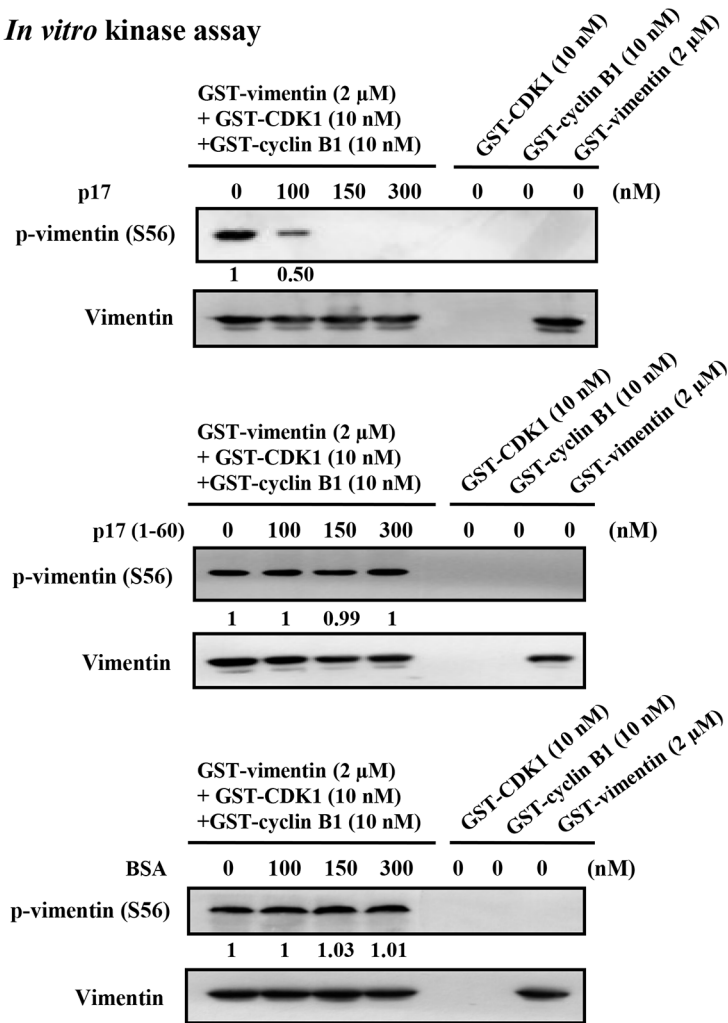 In vitro kinase assay
GST-CDK1 (10 nM)
GST-cyclin B1 (10 nM)
GST-vimentin (2 µM)
GST-vimentin (2 µM)
+ GST-CDK1 (10 nM)
+GST-cyclin B1 (10 nM)
p17 0 100 150 300 0 0 0 (nM)
p-vimentin (S56)
1 0.50
Vimentin
GST-CDK1 (10 nM)
GST-cyclin B1 (10 nM)
GST-vimentin (2 µM)
GST-vimentin (2 µM)
+ GST-CDK1 (10 nM)
+GST-cyclin B1 (10 nM)
p17 (1-60) 0 100 150 300 0 0 0 (nM)
p-vimentin (S56)
1 1 0.99 1
Vimentin
GST-CDK1 (10 nM)
GST-cyclin B1 (10 nM)
GST-vimentin (2 µM)
GST-vimentin (2 µM)
+ GST-CDK1 (10 nM)
+GST-cyclin B1 (10 nM)
BSA 0 100 150 300 0 0 0 (nM)
p-vimentin (S56)
1 1 1.03 1.01
Vimentin